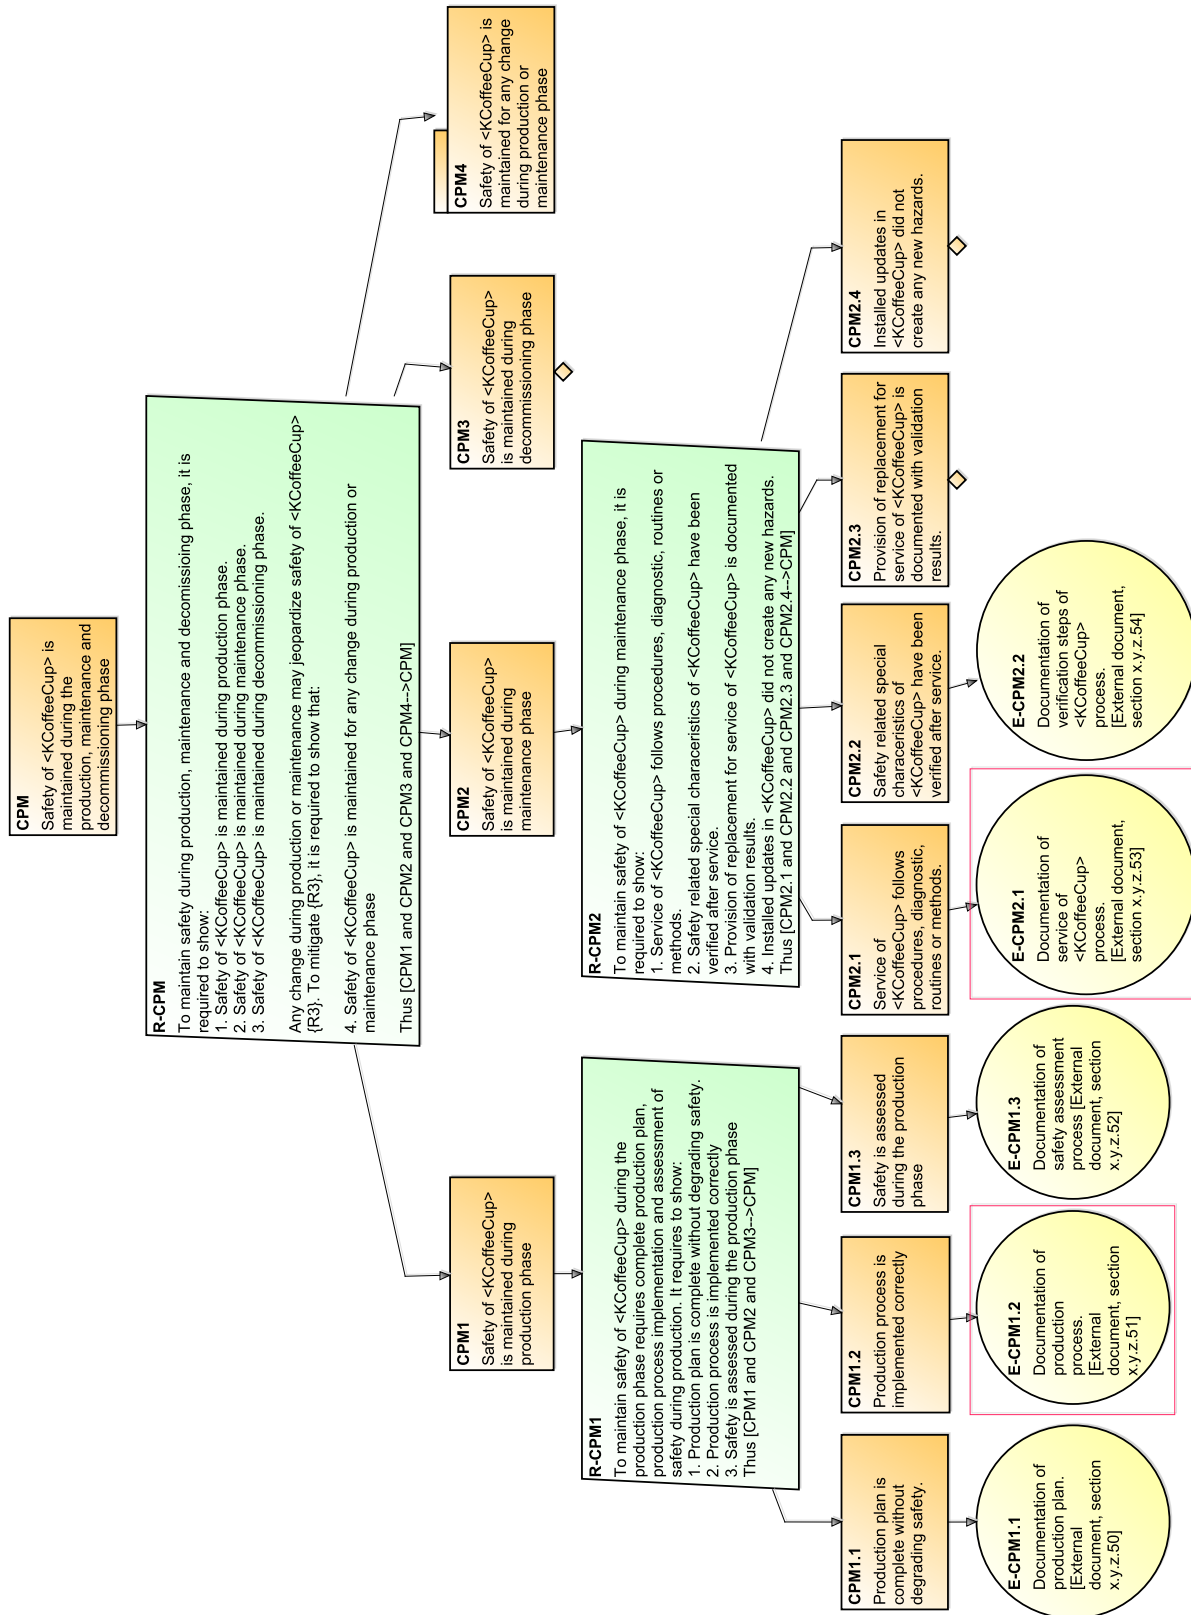 CPM
Safety of <KCoffeeCup> is
maintained during the
production, maintenance and
decommissioning phase
R-CPM
To maintain safety during production, maintenance and decomissioing phase, it is
required to show:
1. Safety of <KCoffeeCup> is maintained during production phase.
2. Safety of <KCoffeeCup> is maintained during maintenance phase.
3. Safety of <KCoffeeCup> is maintained during decommissioning phase.
Any change during production or maintenance may jeopardize safety of <KCoffeeCup>
{R3}. To mitigate {R3}, it is required to show that:
4. Safety of <KCoffeeCup> is maintained for any change during production or
maintenance phase
Thus [CPM1 and CPM2 and CPM3 and CPM4-->CPM]
CPM1
Safety of <KCoffeeCup>
is maintained during
production phase
CPM2
Safety of <KCoffeeCup>
is maintained during
maintenance phase
CPM3
Safety of <KCoffeeCup>
is maintained during
decommissioning phase
CPM4
Safety of <KCoffeeCup> is
maintained for any change
during production or
maintenance phase
R-CPM1
To maintain safety of <KCoffeeCup> during the
production phase requires complete production plan,
production process implementation and assessment of
safety during production. It requires to show:
1. Production plan is complete without degrading safety.
2. Production process is implemented correctly
3. Safety is assessed during the production phase
Thus [CPM1 and CPM2 and CPM3-->CPM]
R-CPM2
To maintain safety of <KCoffeeCup> during maintenance phase, it is
required to show:
1. Service of <KCoffeeCup> follows procedures, diagnostic, routines or
methods.
2. Safety related special characeristics of <KCoffeeCup> have been
verified after service.
3. Provision of replacement for service of <KCoffeeCup> is documented
with validation results.
4. Installed updates in <KCoffeeCup> did not create any new hazards.
Thus [CPM2.1 and CPM2.2 and CPM2.3 and CPM2.4-->CPM]
CPM1.1
Production plan is
complete without
degrading safety.
CPM1.2
Production process is
implemented correctly
CPM1.3
Safety is assessed
during the production
phase
CPM2.1
Service of
<KCoffeeCup> follows
procedures, diagnostic,
routines or methods.
CPM2.2
Safety related special
characeristics of
<KCoffeeCup> have been
verified after service.
CPM2.3
Provision of replacement for
service of <KCoffeeCup> is
documented with validation
results.
CPM2.4
Installed updates in
<KCoffeeCup> did not
create any new hazards.
E-CPM1.1
Documentation of
production plan.
[External
document, section
x.y.z.50]
E-CPM1.2
Documentation of
production
process.
[External
document, section
x.y.z.51]
E-CPM1.3
Documentation of
safety assessment
process [External
document, section
x.y.z.52]
E-CPM2.1
Documentation of
service of
<KCoffeeCup>
process.
[External document,
section x.y.z.53]
E-CPM2.2
Documentation of
verification steps of
<KCoffeeCup>
process.
[External document,
section x.y.z.54]